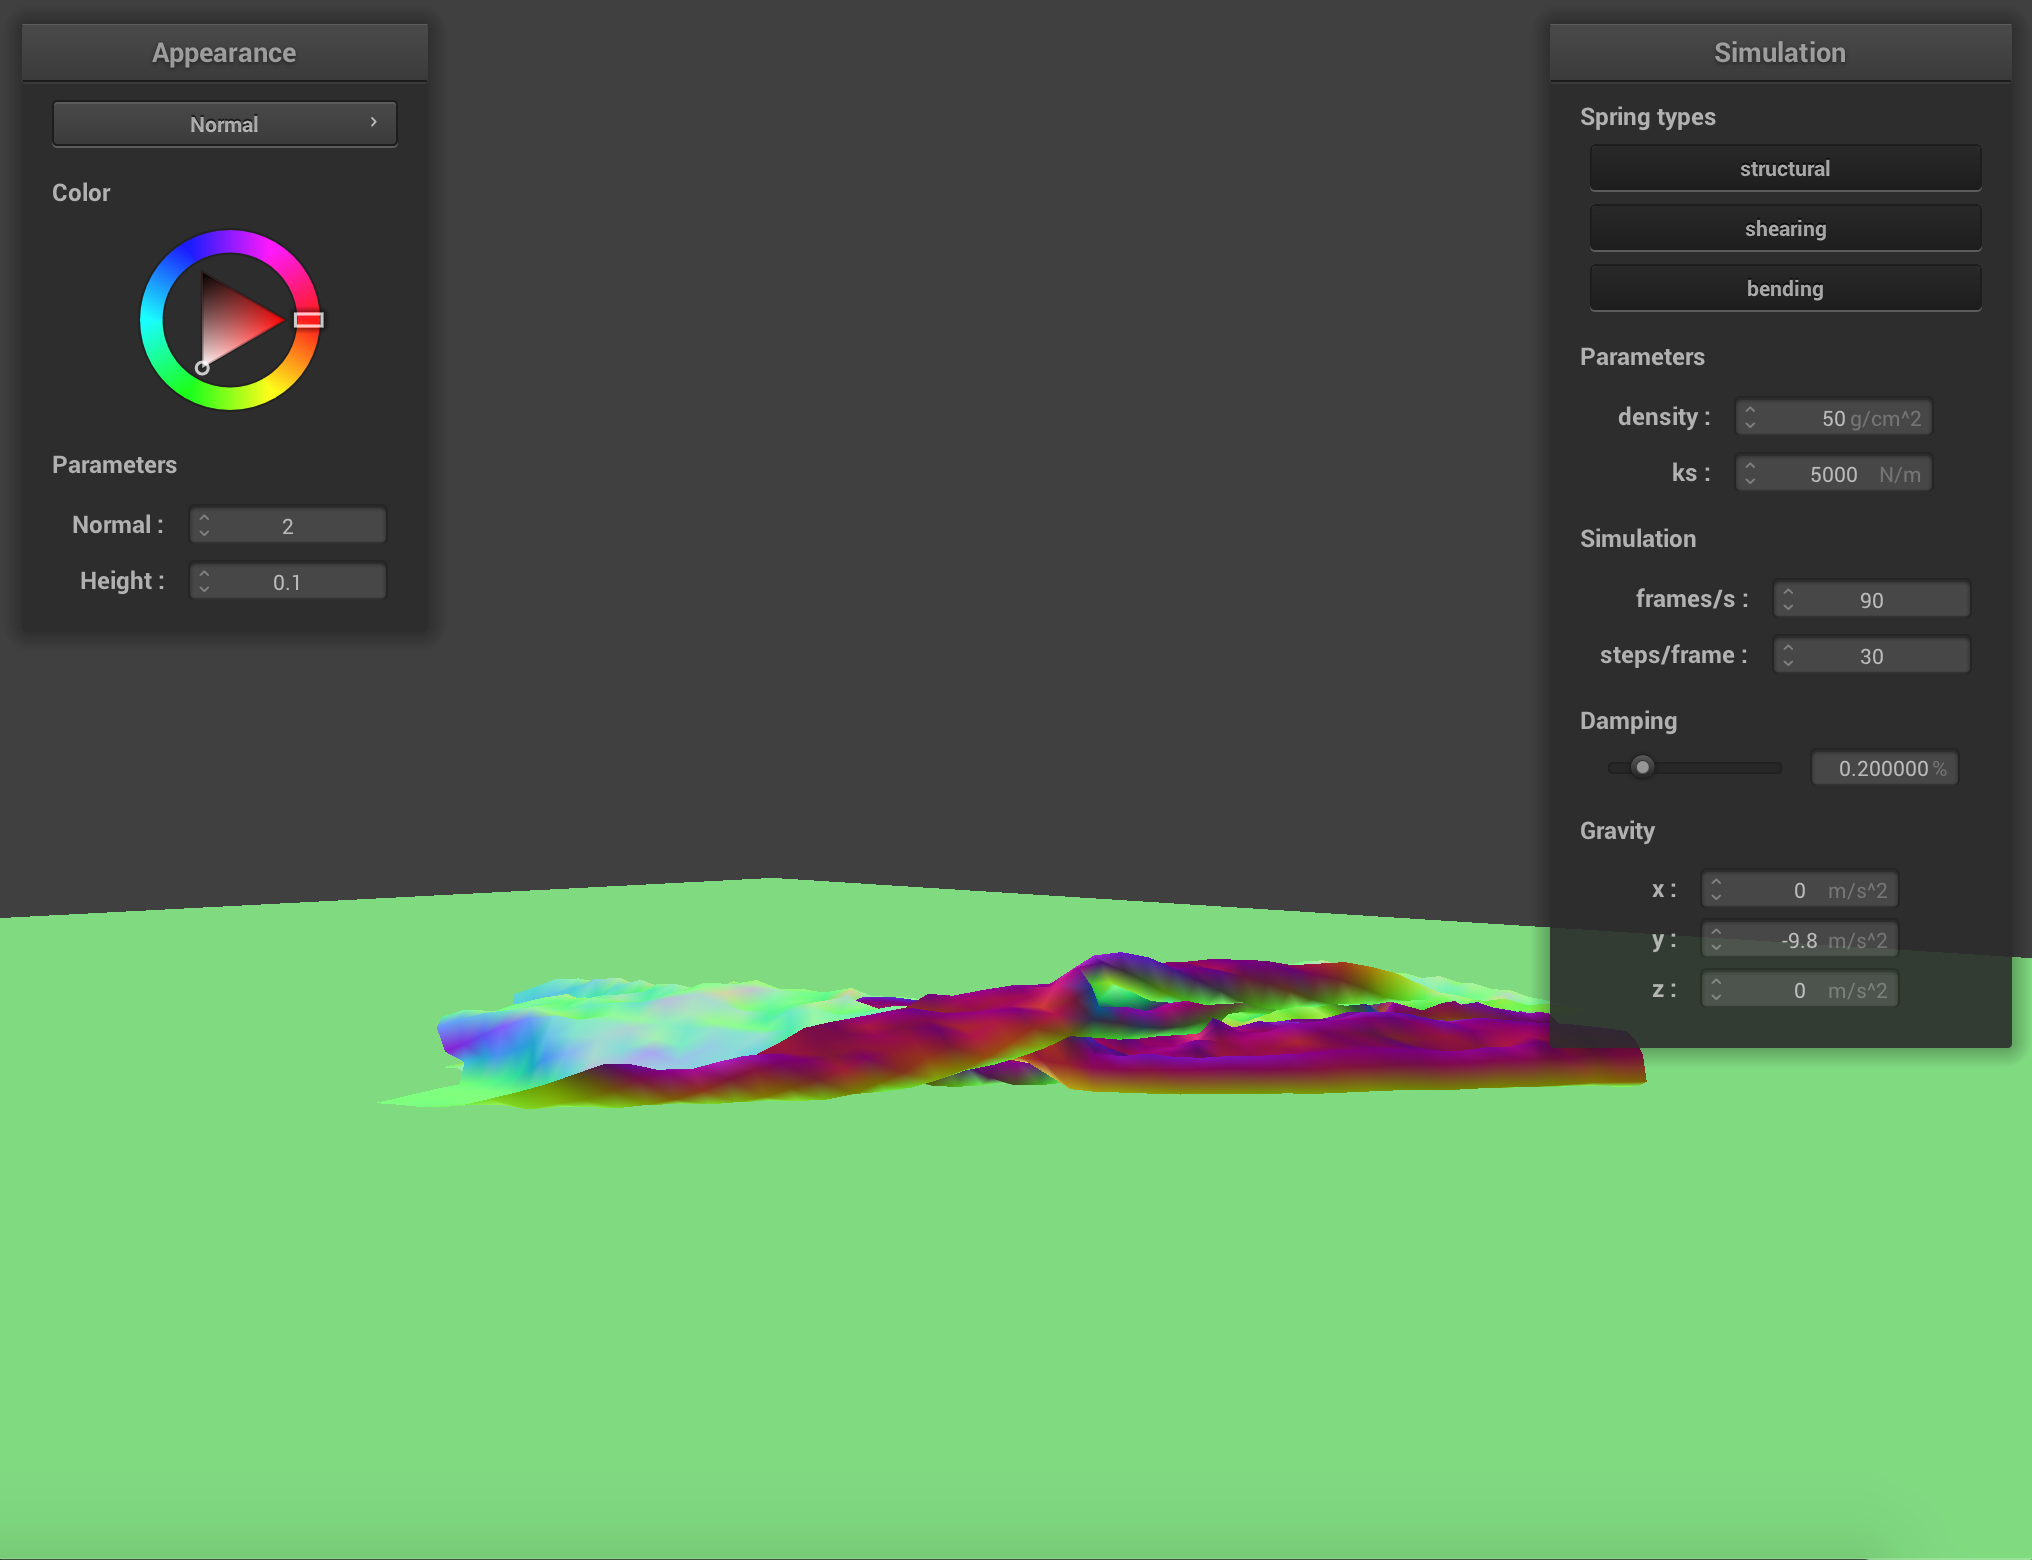 Appearance
Normal
Color
Parameters
Normal :
2
Height :
0.1
Simulation
Spring types
structural
shearing
bending
Parameters
density :
50 g/cm^2
ks :
5000 N/m
Simulation
frames/s :
90
steps/frame :
30
Damping
0.200000 %
Gravity
x :
0 m/s^2
y :
-9.8 m/s^2
z :
0 m/s^2